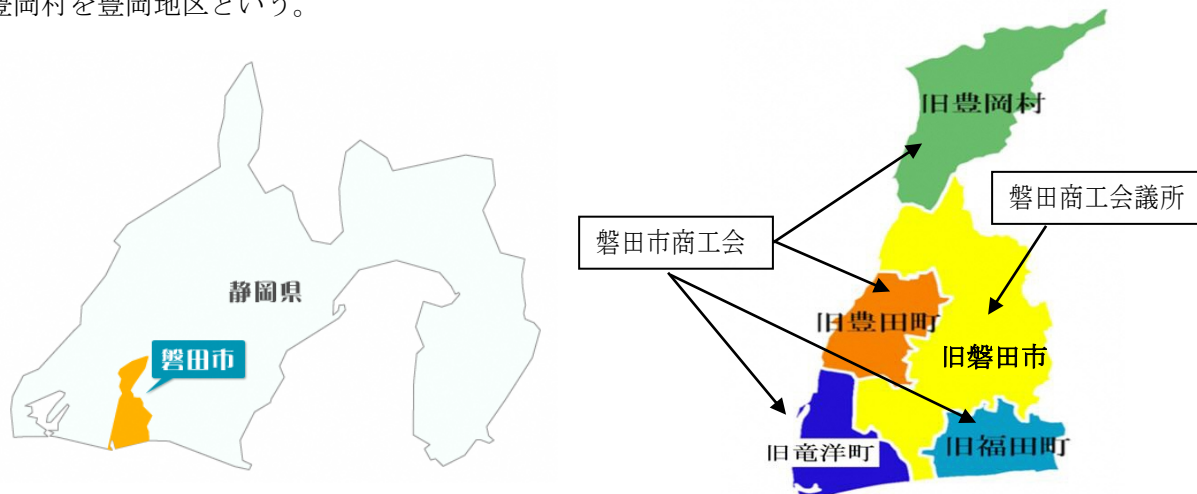 豊岡村を豊岡地区という。
静岡県
磐田市
旧豊岡村
磐田商工会議所
磐田市商工会
旧豊田町
旧磐田市
旧竜洋町
旧福田町